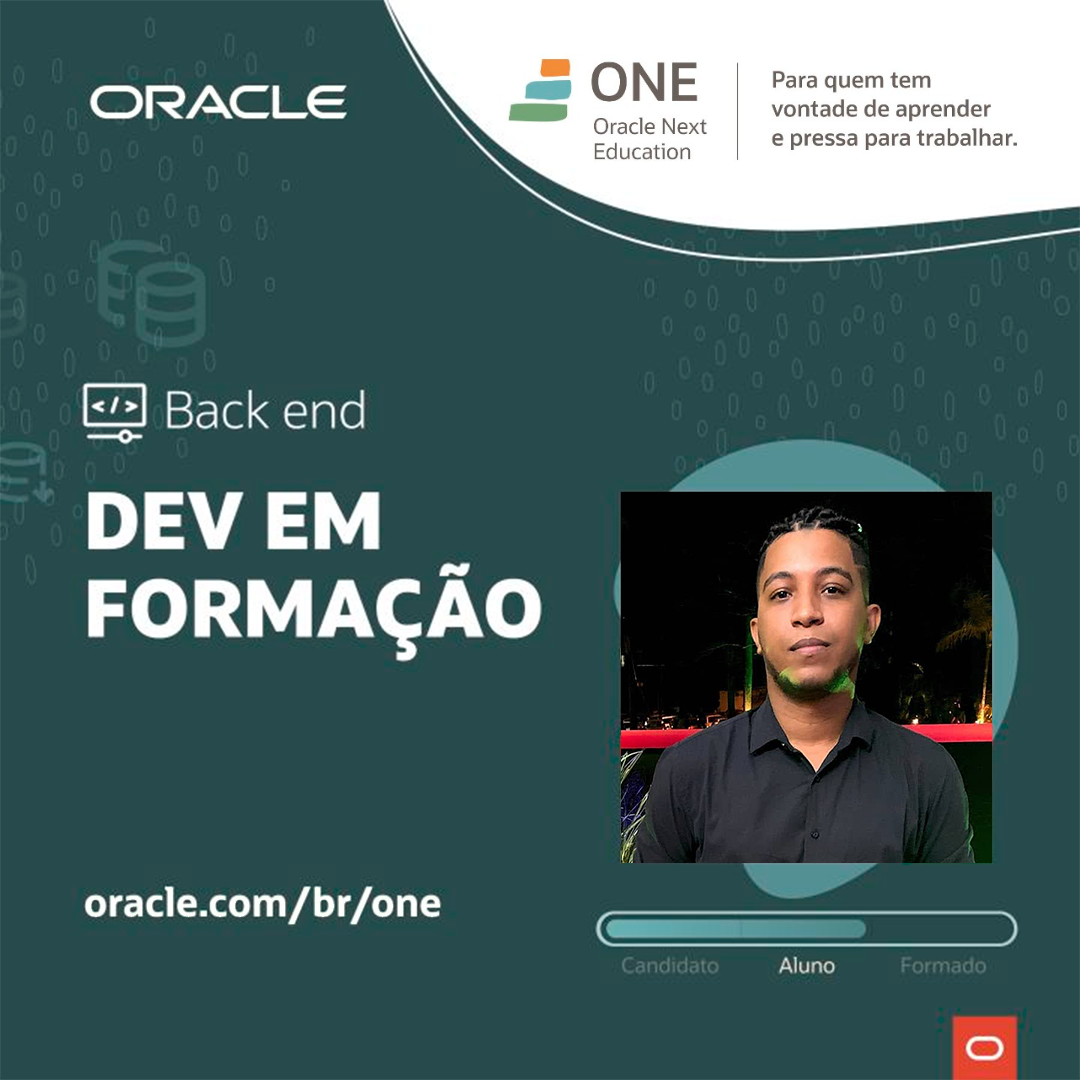 ORACLE
ONE
Oracle Next
Education
Para quem tem
vontade de aprender
e pressa para trabalhar.
</> Back end
DEV EM
FORMAÇÃO
oracle.com/br/one
Candidato Aluno Formado